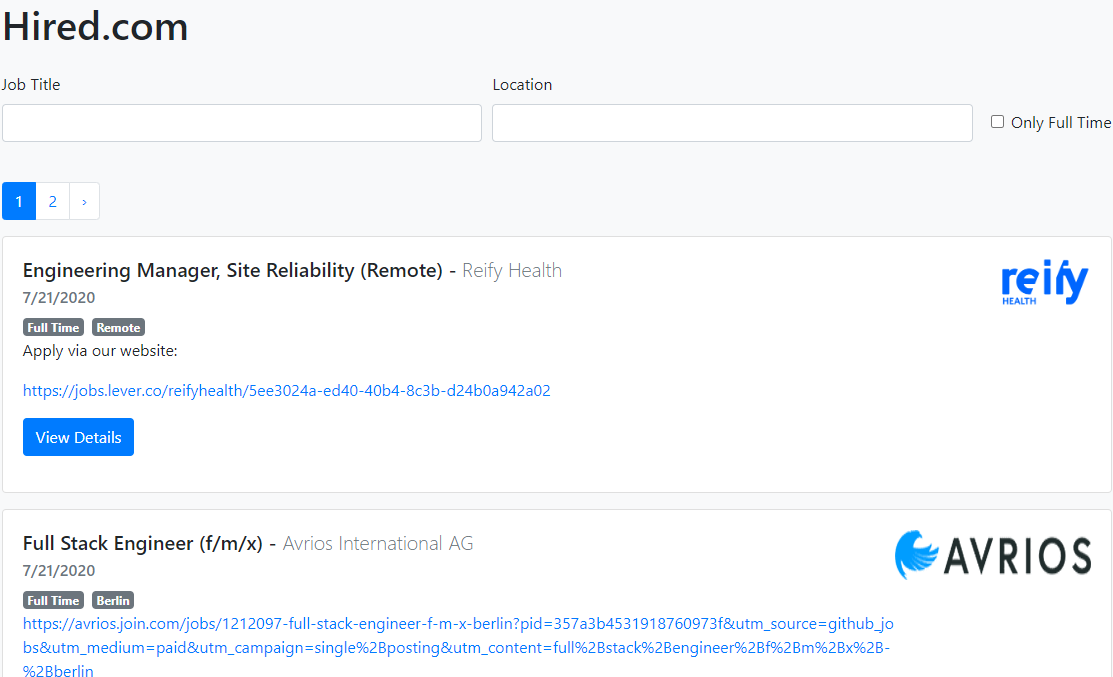 Hired.com
Job Title
Location
Only Full Time
1
2
›
Engineering Manager, Site Reliability (Remote) - Reify Health
reify
HEALTH
7/21/2020
Full Time
Remote
Apply via our website:
https://jobs.lever.co/reifyhealth/5ee3024a-ed40-40b4-8c3b-d24b0a942a02
View Details
Full Stack Engineer (f/m/x) - Avrios International AG
AVRIOS
7/21/2020
Full Time
Berlin
https://avrios.join.com/jobs/1212097-full-stack-engineer-f-m-x-berlin?pid=357a3b4531918760973f&utm_source=github_jo
bs&utm_medium=paid&utm_campaign=single%2Bposting&utm_content=full%2Bstack%2Bengineer%2Bf%2Bm%2Bx%2B-
%2Bberlin